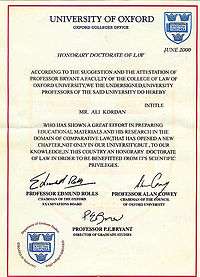 UNIVERSITY OF OXFORD
OXFORD COLLEGES OFFICE
JUNE 2000
HONORARY DOCTORATE OF LAW
ACCORDING TO THE SUGGESTION AND THE ATTESTATION OF
PROFESSOR BRYANT A FACULTY OF THE COLLEGE OF LAW OF
OXFORD UNIVERSITY, WE THE UNDERSIGNED, UNIVERSITY
PROFESSORS OF THE SAID UNIVERSITY DO HEREBY
INTITLE
MR. ALI KORDAN
WHO HAS SHOWN A GREAT EFFORT IN PREPARING
EDUCATIONAL MATERIALS AND HIS RESEARCH IN THE
DOMAIN OF COMPARATIVE LAW, THAT HAS OPENED A NEW
CHAPTER, NOT ONLY IN OUR UNIVERSITY, BUT, TO OUR
KNOWLEDGE, IN THIS COUNTRY AN HONORARY DOCTORATE
OF LAW IN ORDER TO BE BENEFITTED FROM ITS SCIENTIFIC
PRIVILEGES.
PROFESSOR EDMUND ROLES
CHAIRMAN OF THE OXFORD
EXAMINATIONS BOARD
PROFESSOR ALAN COWEY
CHAIRMAN OF THE COUNCIL
OF OXFORD UNIVERSITY
PROFESSOR P.E BRYANT
DIRECTOR OF GRADUATE STUDIES